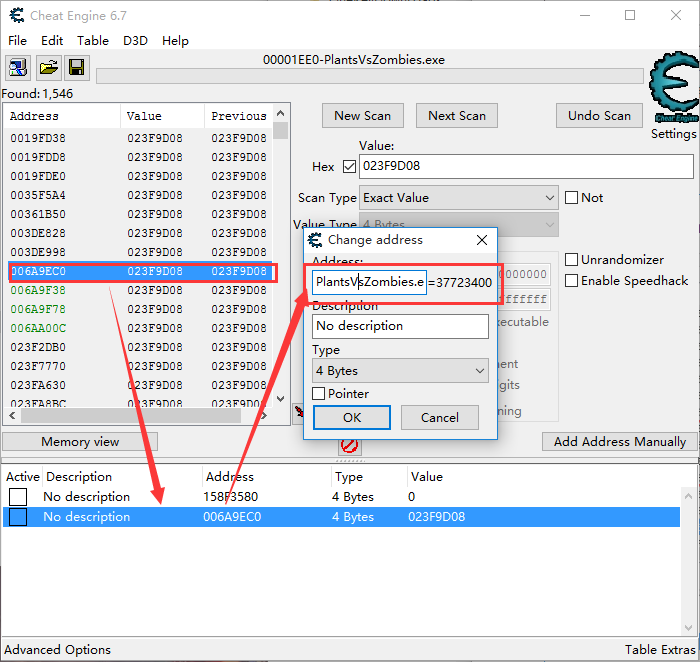 Cheat Engine 6.7
File Edit Table D3D Help
00001EE0-PlantsVsZombies.exe
Found: 1,546
Address Value Previous
0019FD38 023F9D08 023F9D08
0019FDD8 023F9D08 023F9D08
0019FDE0 023F9D08 023F9D08
0035F5A4 023F9D08 023F9D08
00361B50 023F9D08 023F9D08
003DE828 023F9D08 023F9D08
003DE998 023F9D08 023F9D08
006A9EC0 023F9D08 023F9D08
006A9F38 023F9D08 023F9D08
006A9F78 023F9D08 023F9D08
006AA00C 023F9D08 023F9D08
023F2DB0 023F9D08 023F9D08
023F7770 023F9D08 023F9D08
023FA630 023F9D08 023F9D08
023FA8BC 023F9D08 023F9D08
New Scan Next Scan Undo Scan
Cheat Engine
Settings
Value:
Hex 023F9D08
Scan Type Exact Value Not
Value Type 4 Bytes
Unrandomizer
Enable Speedhack
Change address
Address:
PlantsVsZombies.e =37723400
Description
No description
Type
4 Bytes
Pointer
OK Cancel
Memory view Add Address Manually
Active Description Address Type Value
No description 158F3580 4 Bytes 0
No description 006A9EC0 4 Bytes 023F9D08
Advanced Options Table Extras